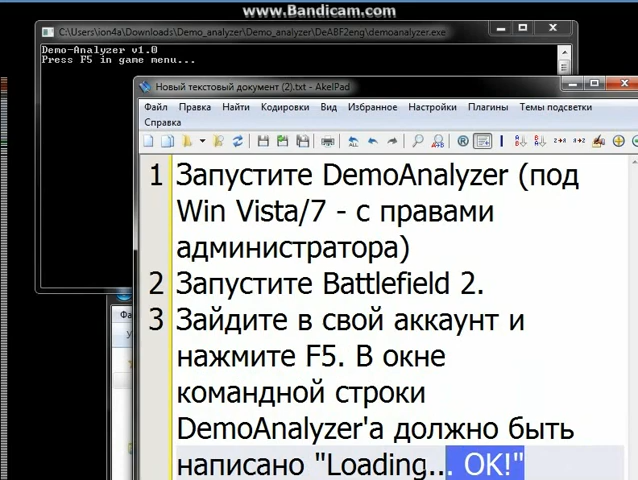 www.Bandicam.com
C:\Users\ion4a\Downloads\Demo_analyzer\Demo_analyzer\DeABF2eng\demoanalyzer.exe
Demo-Analyzer v1.0
Press F5 in game menu...
Новый текстовый документ (2).txt - AkelPad
Файл Правка Найти Кодировки Вид Избранное Настройки Плагины Темы подсветки
Справка
1 Запустите DemoAnalyzer (под
Win Vista/7 - с правами
администратора)
2 Запустите Battlefield 2.
3 Зайдите в свой аккаунт и
нажмите F5. В окне
командной строки
DemoAnalyzer'а должно быть
написано "Loading... OK!"